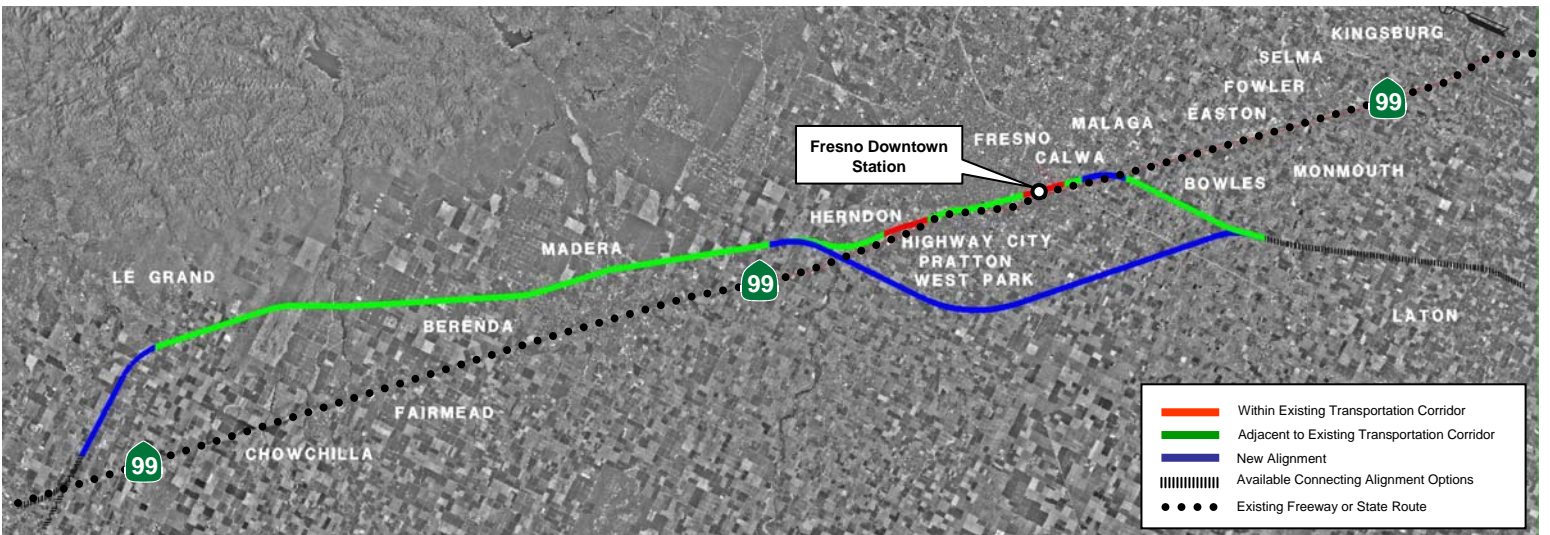 KINGSBURG
SELMA
FOWLER
99
EASTON
MALAGA
FRESNO
CALWA
Fresno Downtown
Station
MONMOUTH
BOWLES
HERNDON
HIGHWAY CITY
PRATTON
WEST PARK
MADERA
99
LE GRAND
LATON
BERENDA
FAIRMEAD
CHOWCHILLA
99
Within Existing Transportation Corridor
Adjacent to Existing Transportation Corridor
New Alignment
Available Connecting Alignment Options
Existing Freeway or State Route